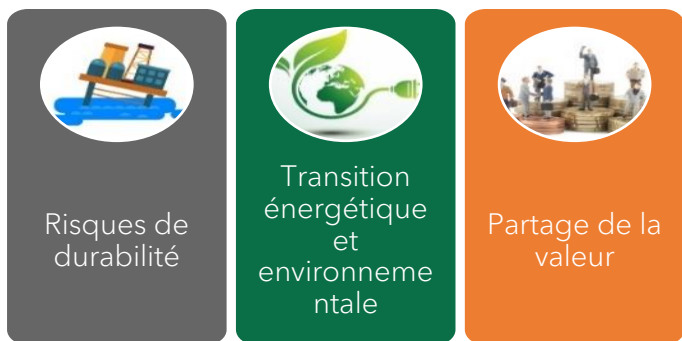 Risques de
durabilité
Transition
énergétique
et
environneme
ntale
Partage de la
valeur